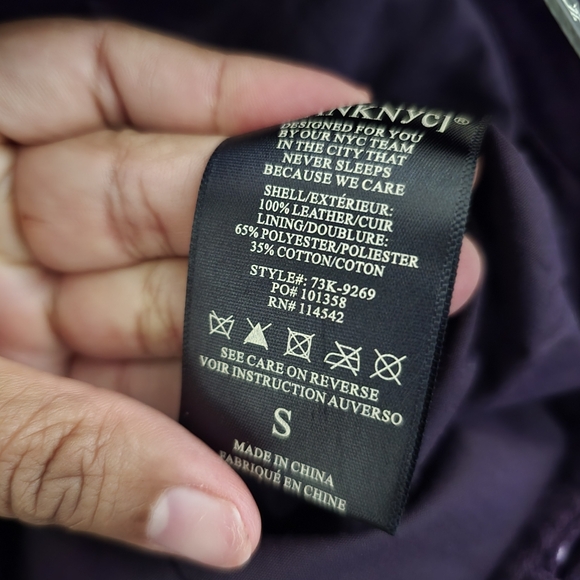 NKNYC]®
DESIGNED FOR YOU
BY OUR NYC TEAM
IN THE CITY THAT
NEVER SLEEPS
BECAUSE WE CARE
SHELL/EXTÉRIEUR:
100% LEATHER/CUIR
LINING/DOUBLURE:
65% POLYESTER/POLIESTER
35% COTTON/COTON
STYLE#: 73K-9269
PO# 101358
RN# 114542
SEE CARE ON REVERSE
VOIR INSTRUCTION AUVERSO
S
MADE IN CHINA
FABRIQUÉ EN CHINE